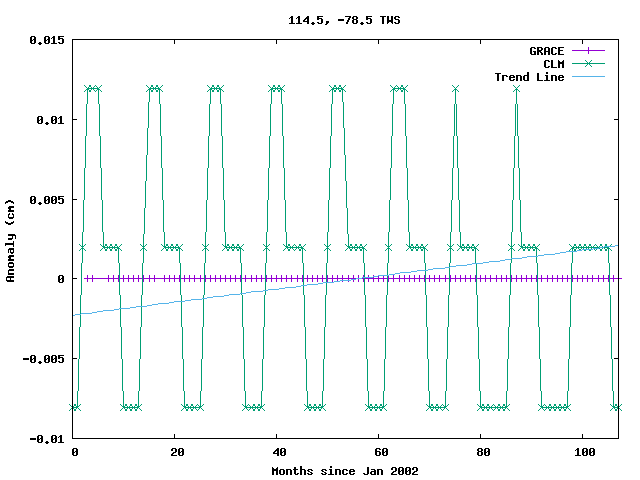 114.5, -78.5 TWS
0.015
0.01
0.005
0
-0.005
-0.01
Anomaly (cm)
GRACE
CLM
Trend Line
0 20 40 60 80 100
Months since Jan 2002